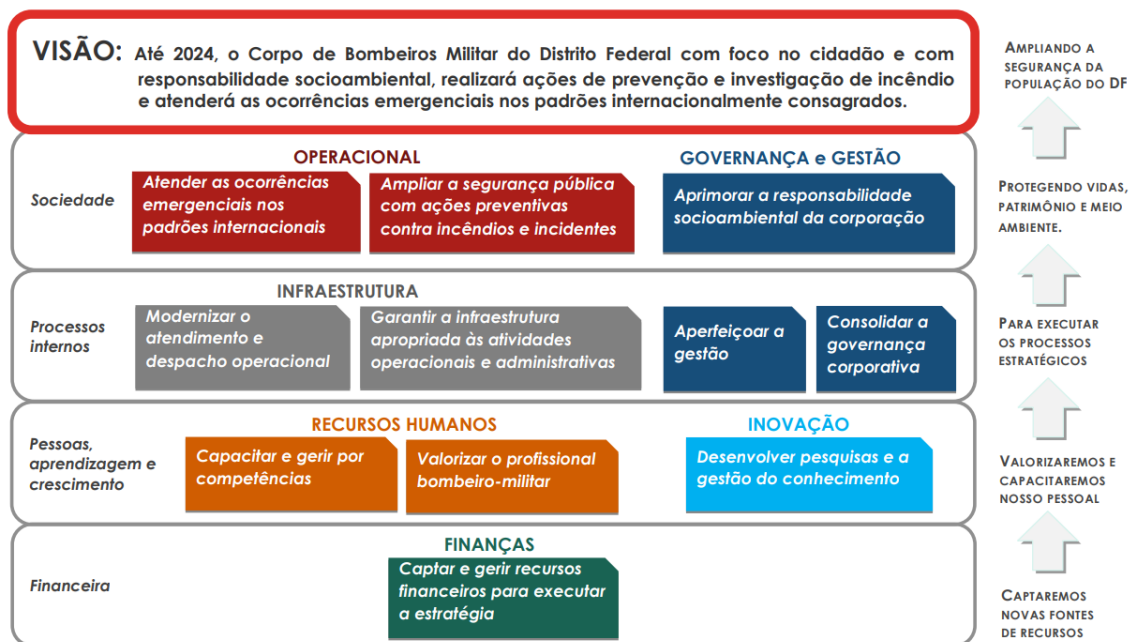 VISÃO: Até 2024, o Corpo de Bombeiros Militar do Distrito Federal com foco no cidadão e com
responsabilidade socioambiental, realizará ações de prevenção e investigação de incêndio
e atenderá as ocorrências emergenciais nos padrões internacionalmente consagrados.
AMPLIANDO A
SEGURANÇA DA
POPULAÇÃO DO DF
Sociedade
OPERACIONAL
Atender as ocorrências
emergenciais nos
padrões internacionais
Ampliar a segurança pública
com ações preventivas
contra incêndios e incidentes
GOVERNANÇA e GESTÃO
Aprimorar a responsabilidade
socioambiental da corporação
PROTEGENDO VIDAS,
PATRIMÔNIO E MEIO
AMBIENTE.
Processos
internos
INFRAESTRUTURA
Modernizar o
atendimento e
despacho operacional
Garantir a infraestrutura
apropriada às atividades
operacionais e administrativas
Aperfeiçoar a
gestão
Consolidar a
governança
corporativa
PARA EXECUTAR
OS PROCESSOS
ESTRATÉGICOS
Pessoas,
aprendizagem e
crescimento
RECURSOS HUMANOS
Capacitar e gerir por
competências
Valorizar o profissional
bombeiro-militar
INOVAÇÃO
Desenvolver pesquisas e a
gestão do conhecimento
VALORIZAREMOS E
CAPACITAREMOS
NOSSO PESSOAL
Financeira
FINANÇAS
Captar e gerir recursos
financeiros para executar
a estratégia
CAPTAREMOS
NOVAS FONTES
DE RECURSOS